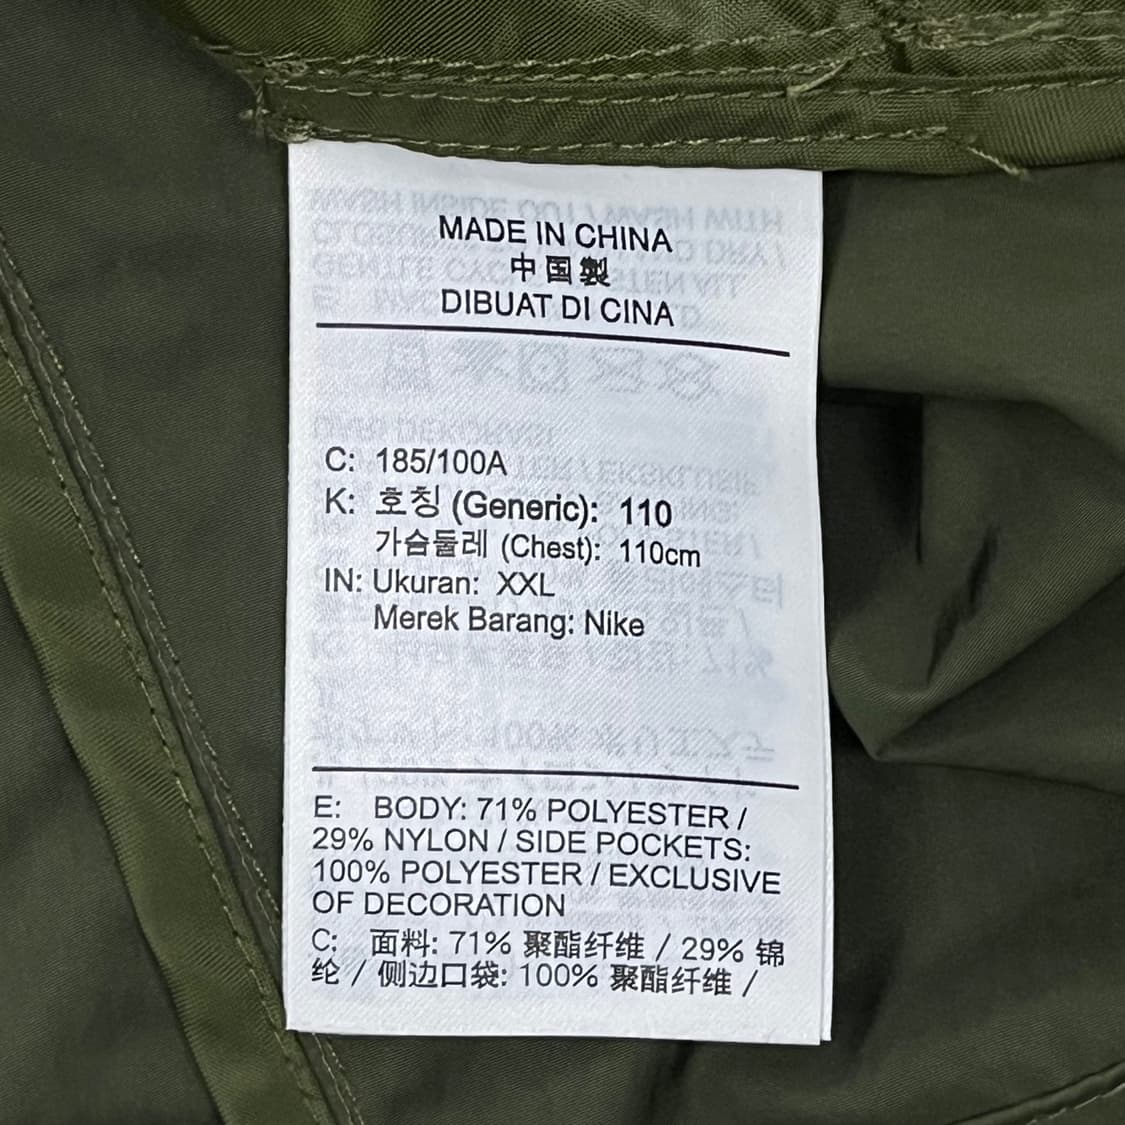 MADE IN CHINA
中国製
DIBUAT DI CINA
C: 185/100A
K: 호칭 (Generic): 110
가슴둘레 (Chest): 110cm
IN: Ukuran: XXL
Merek Barang: Nike
E: BODY: 71% POLYESTER /
29% NYLON / SIDE POCKETS:
100% POLYESTER / EXCLUSIVE
OF DECORATION
C: 面料: 71% 聚酯纤维 / 29% 锦
纶 / 侧边口袋: 100% 聚酯纤维 /